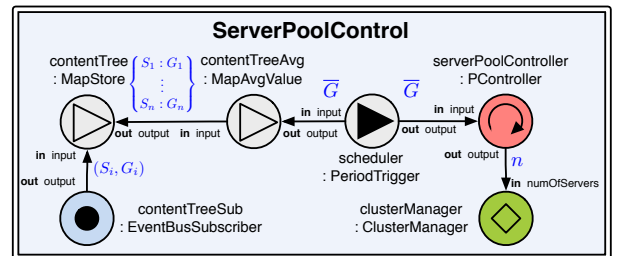 ServerPoolControl
contentTree
: MapStore
S₁ : G₁
⋮
Sₙ : Gₙ
contentTreeAvg
: MapAvgValue
G̅
G̅
serverPoolController
: PController
in input
out output
in input
out output
in input
out output
in input
out output
scheduler
: PeriodTrigger
in input
out output
(Sᵢ, Gᵢ)
n
in numOfServers
contentTreeSub
: EventBusSubscriber
clusterManager
: ClusterManager